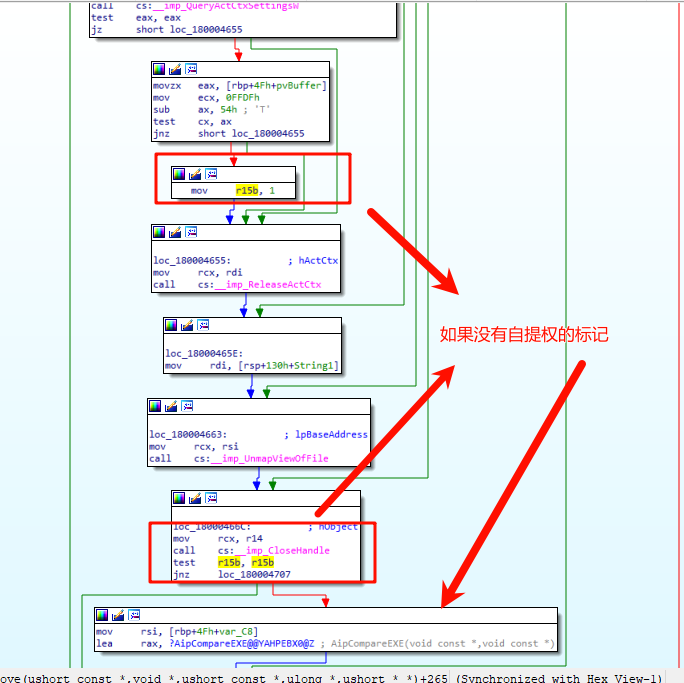 call    cs:__imp_QueryActCtxSettingsW
test    eax, eax
jz      short loc_180004655
movzx   eax, [rbp+4Fh+pvBuffer]
mov     ecx, 0FFDFh
sub     ax, 54h ; 'T'
test    cx, ax
jnz     short loc_180004655
mov     r15b, 1
loc_180004655:          ; hActCtx
mov     rcx, rdi
call    cs:__imp_ReleaseActCtx
如果没有自提权的标记
loc_18000465E:
mov     rdi, [rsp+130h+String1]
loc_180004663:          ; lpBaseAddress
mov     rcx, rsi
call    cs:__imp_UnmapViewOfFile
loc_18000466C:          ; hObject
mov     rcx, r14
call    cs:__imp_CloseHandle
test    r15b, r15b
jnz     loc_180004707
mov     rsi, [rbp+4Fh+var_C8]
lea     rax, ?AipCompareEXE@@YAHPEBX0@Z ; AipCompareEXE(void const *,void const *)
ove(ushort const *,void *,ushort const *,ulong *,ushort * *)+265 (Synchronized with Hex View-1)